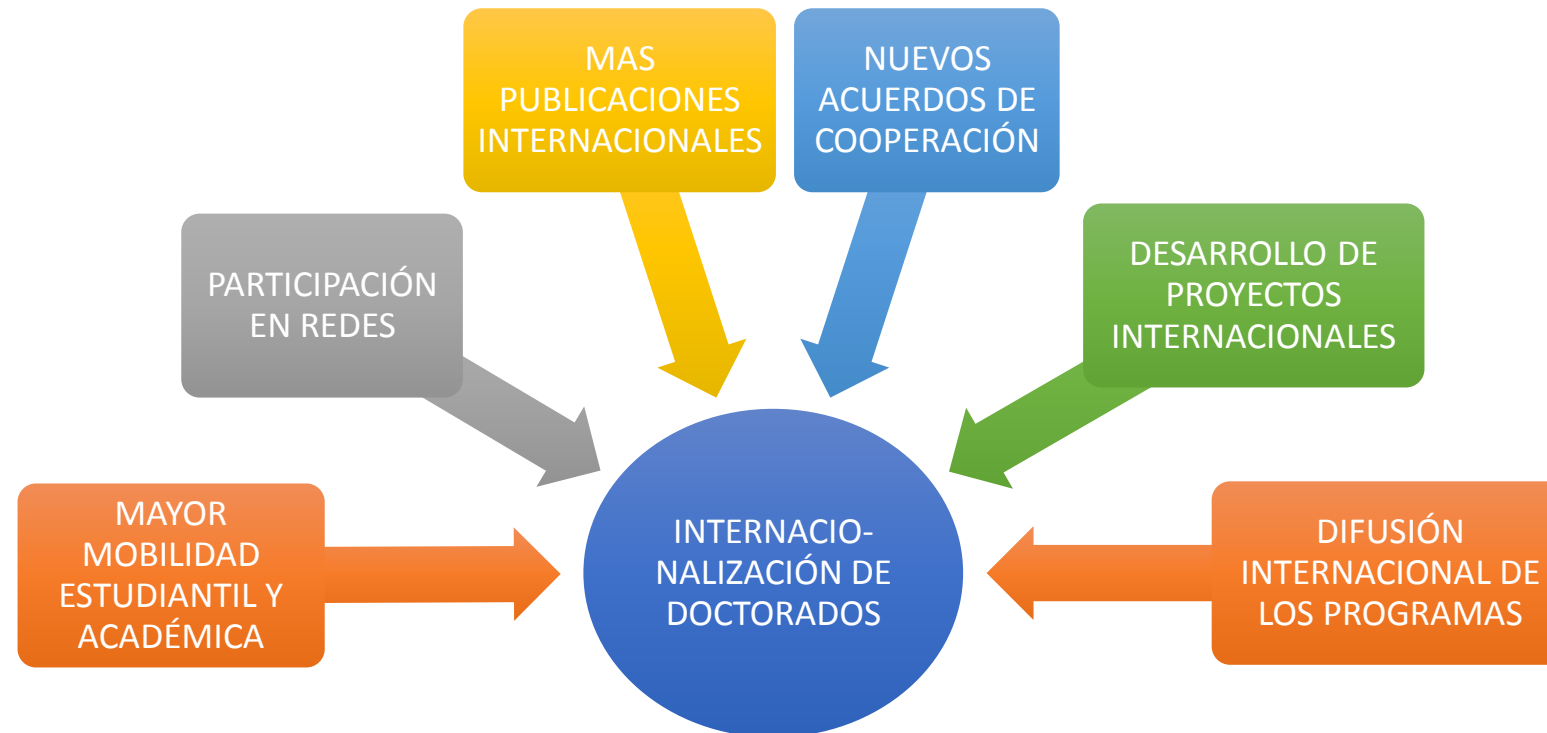 MAS
PUBLICACIONES
INTERNACIONALES
NUEVOS
ACUERDOS DE
COOPERACIÓN
PARTICIPACIÓN
EN REDES
DESARROLLO DE
PROYECTOS
INTERNACIONALES
MAYOR
MOBILIDAD
ESTUDIANTIL Y
ACADÉMICA
INTERNACIO-
NALIZACIÓN DE
DOCTORADOS
DIFUSIÓN
INTERNACIONAL DE
LOS PROGRAMAS